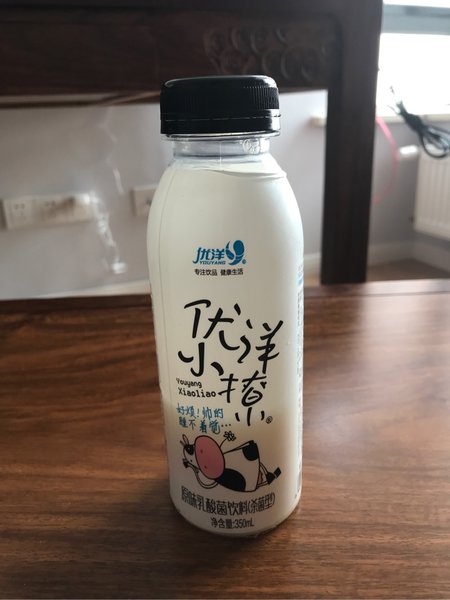 优洋
YOUYANG
专注饮品 健康生活
优洋
小撩
Youyang
Xiaoliao
好烦!帅的
睡不着觉...
原味乳酸菌饮料(杀菌型)
净含量:350mL